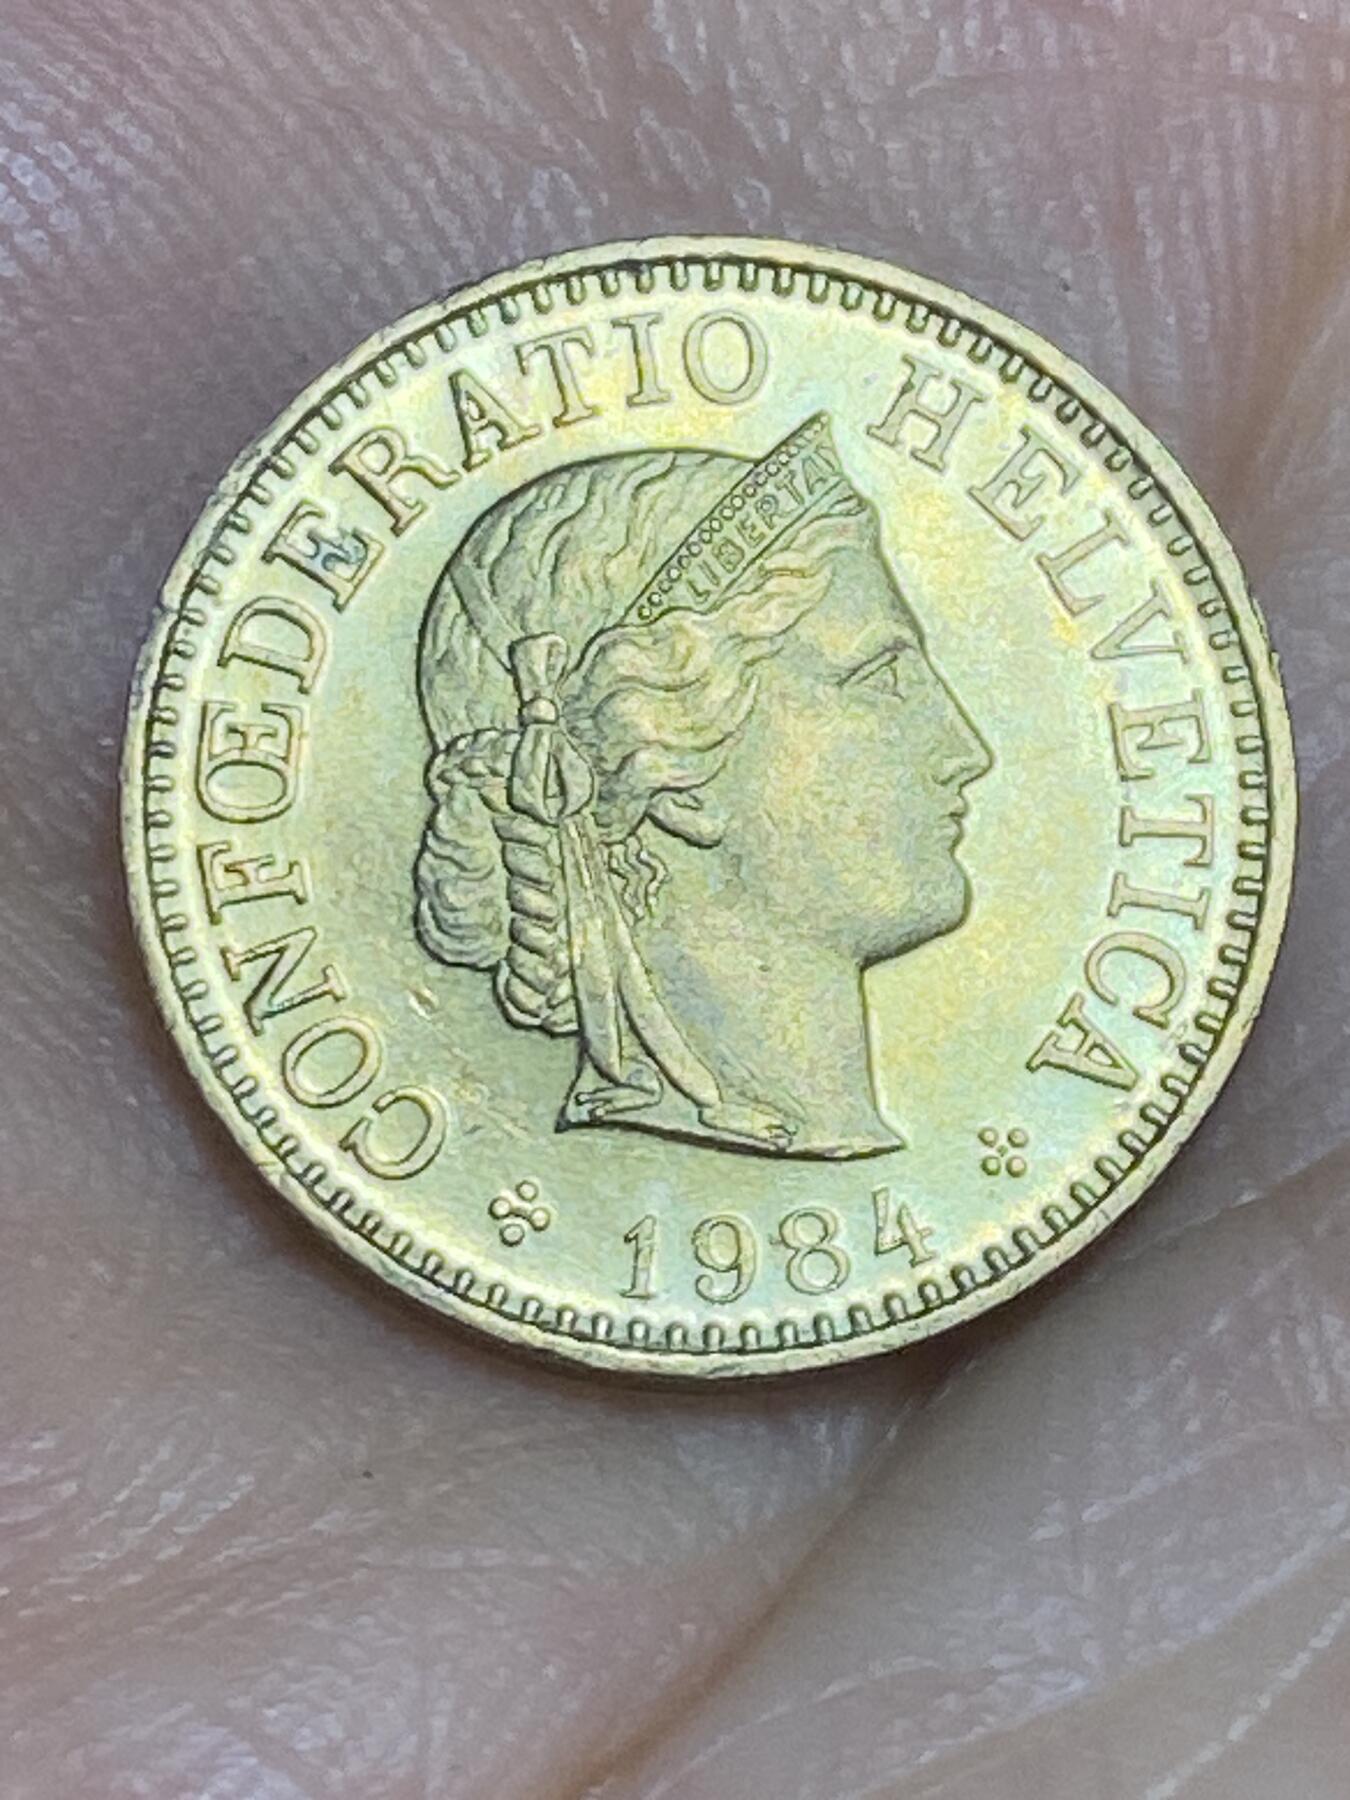 CONFŒDERATIO HELVETICA
LIBERTAS
1984